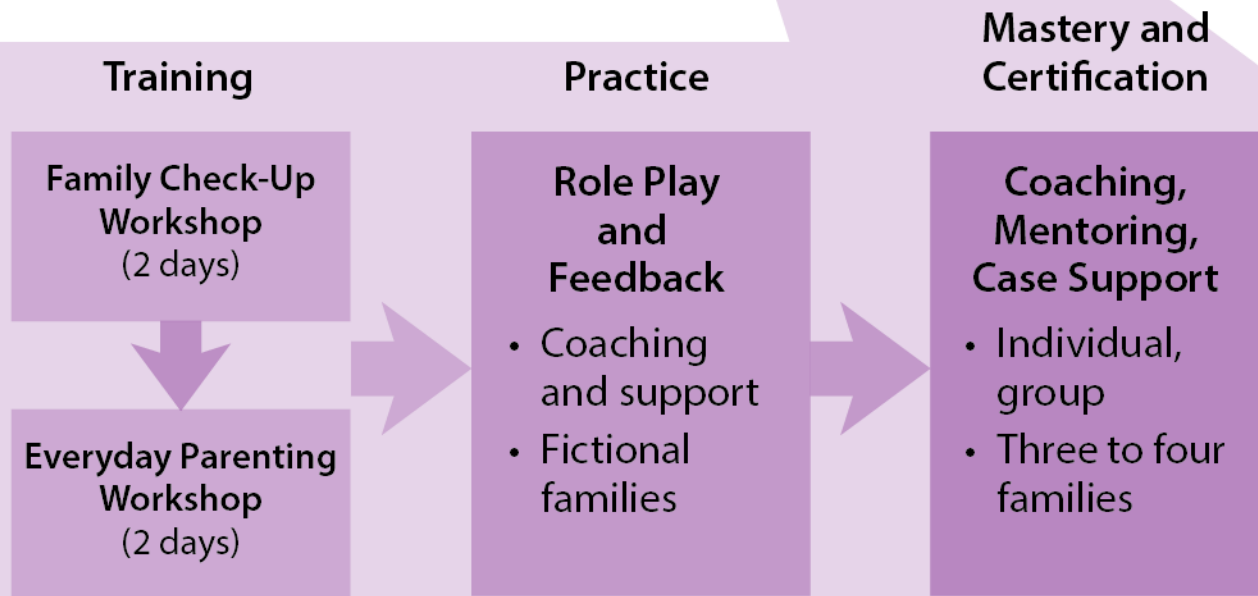 Training
Family Check-Up
Workshop
(2 days)
Everyday Parenting
Workshop
(2 days)
Practice
Role Play
and
Feedback
• Coaching
and support
• Fictional
families
Mastery and
Certification
Coaching,
Mentoring,
Case Support
• Individual,
group
• Three to four
families